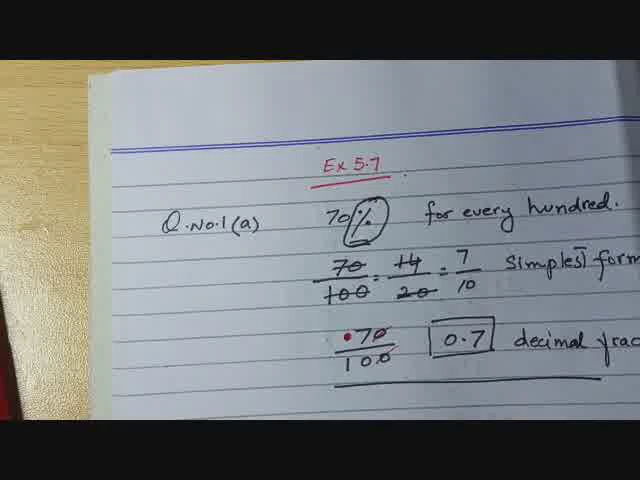 Ex 5.7
Q.No.1(a) 70% for every hundred.
70/100 = 14/20 = 7/10 simplest form
.70/100 0.7 decimal frac